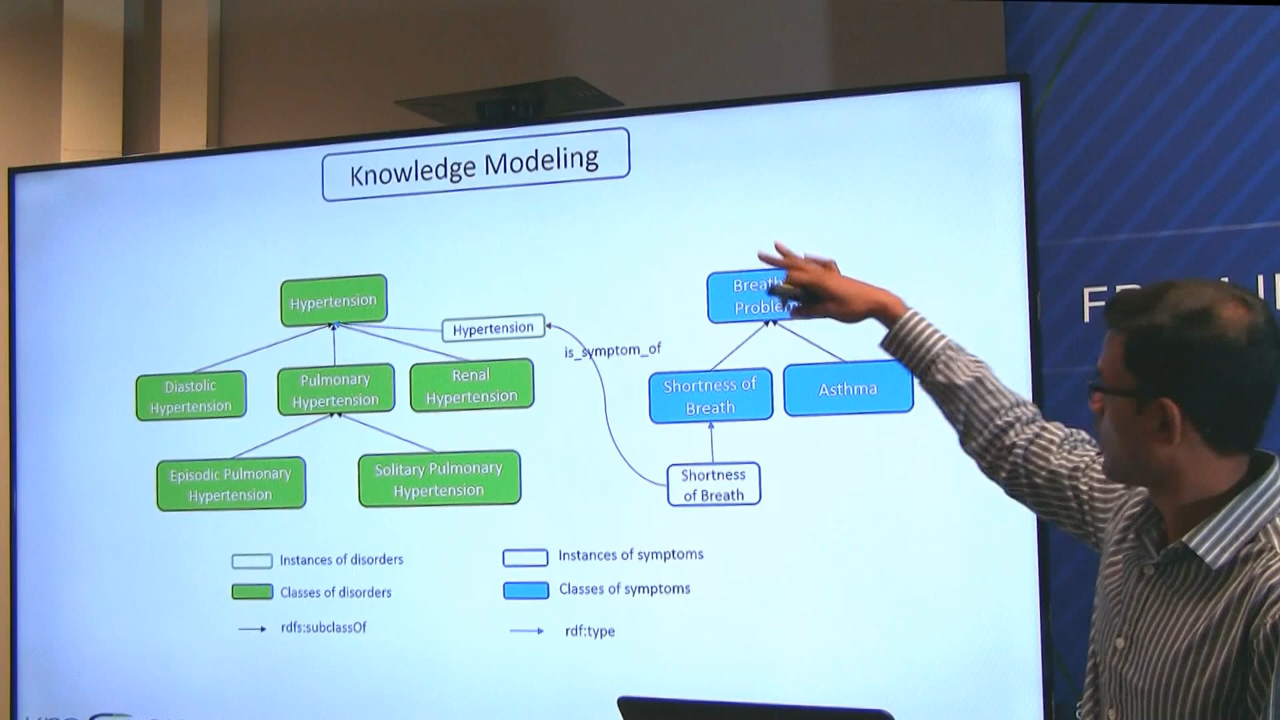 Knowledge Modeling
Hypertension
Hypertension
is_symptom_of
Diastolic
Hypertension
Pulmonary
Hypertension
Renal
Hypertension
Episodic Pulmonary
Hypertension
Solitary Pulmonary
Hypertension
Shortness of
Breath
Asthma
Shortness
of Breath
Instances of disorders
Classes of disorders
rdfs:subclassOf
Instances of symptoms
Classes of symptoms
rdf:type